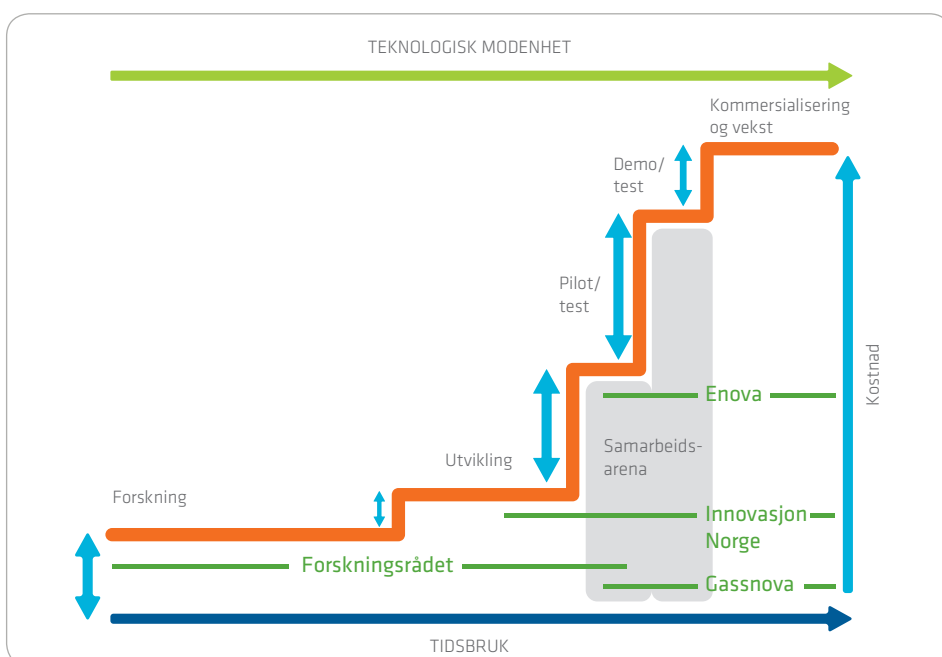 TEKNOLOGISK MODENHET
Kommersialisering
og vekst
Demo/
test
Pilot/
test
Kostnad
Enova
Samarbeids-
arena
Utvikling
Forskning
Innovasjon
Norge
Forskningsrådet
Gassnova
TIDSBRUK